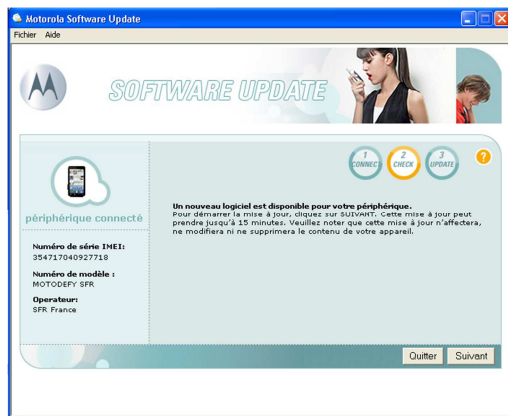 Motorola Software Update
Fichier Aide
SOFTWARE UPDATE
1 CONNECT 2 CHECK 3 UPDATE ?
périphérique connecté
Numéro de série IMEI:
354717040927718
Numéro de modèle :
MOTODEFY SFR
Operateur:
SFR France
Un nouveau logiciel est disponible pour votre périphérique.
Pour démarrer la mise à jour, cliquez sur SUIVANT. Cette mise à jour peut
prendre jusqu'à 15 minutes. Veuillez noter que cette mise à jour n'affectera,
ne modifiera ni ne supprimera le contenu de votre appareil.
Quitter Suivant